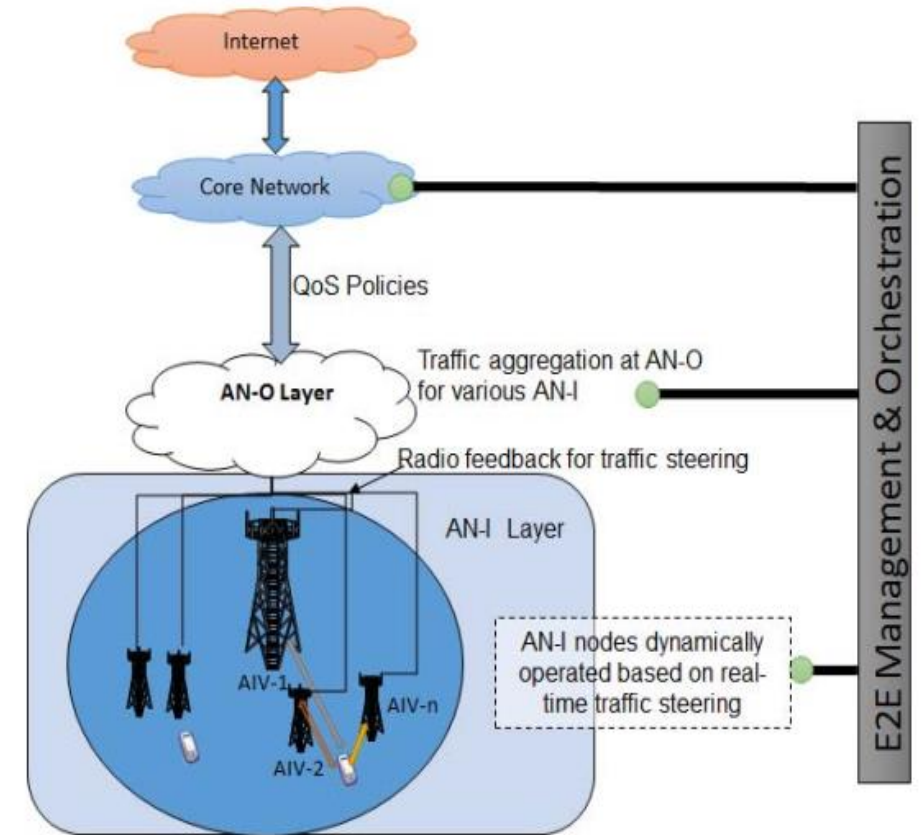 Internet
Core Network
QoS Policies
Traffic aggregation at AN-O
for various AN-I
AN-O Layer
Radio feedback for traffic steering
AN-I Layer
AN-I nodes dynamically
operated based on real-
time traffic steering
AIV-1
AIV-n
AIV-2
E2E Management & Orchestration